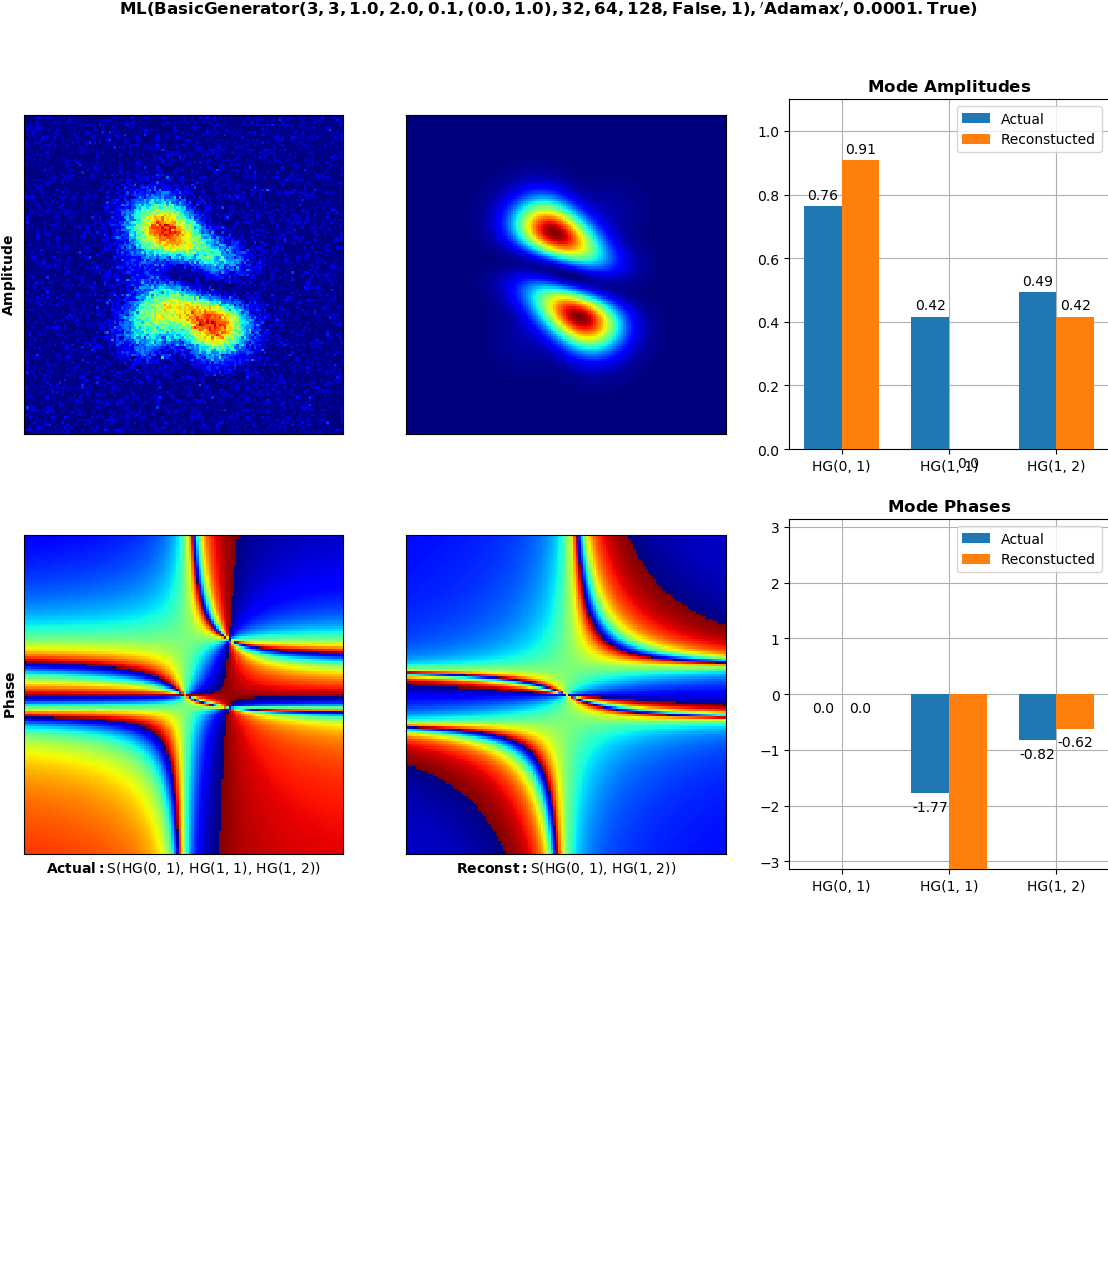 ML(BasicGenerator(3, 3, 1.0, 2.0, 0.1, (0.0, 1.0), 32, 64, 128, False, 1), ′Adamax′, 0.0001. True)
Amplitude
Mode Amplitudes
Actual
Reconstucted
1.0
0.8
0.6
0.4
0.2
0.0
0.76
0.91
0.42
0.0
0.49
0.42
HG(0, 1)
HG(1, 1)
HG(1, 2)
Phase
Actual: S(HG(0, 1), HG(1, 1), HG(1, 2))
Reconst: S(HG(0, 1), HG(1, 2))
Mode Phases
Actual
Reconstucted
3
2
1
0
−1
−2
−3
0.0
0.0
-1.77
-0.82
-0.62
HG(0, 1)
HG(1, 1)
HG(1, 2)